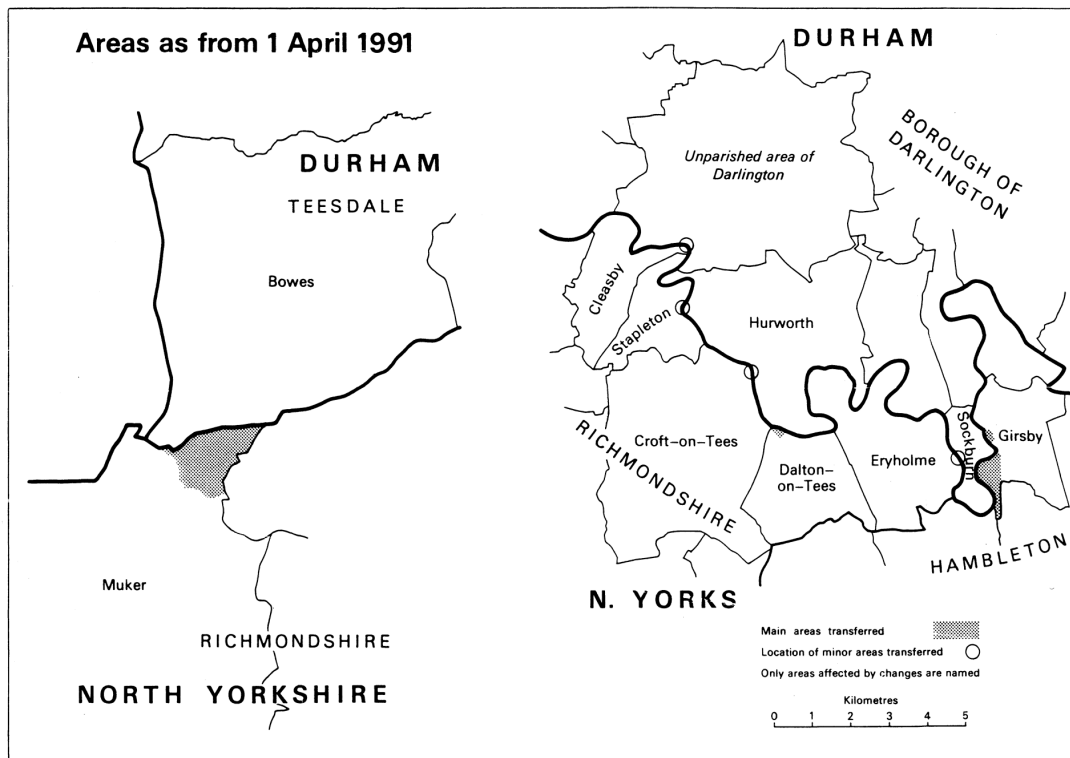 Areas as from 1 April 1991
DURHAM
TEESDALE
Bowes
Muker
RICHMONDSHIRE
NORTH YORKSHIRE
DURHAM
BOROUGH OF
DARLINGTON
Unparished area of
Darlington
Cleasby
Stapleton
Hurworth
Croft–on–Tees
RICHMONDSHIRE
Dalton–
on–Tees
Eryholme
Sockburn
Girsby
HAMBLETON
N. YORKS
Main areas transferred
Location of minor areas transferred
Only areas affected by changes are named
Kilometres
0 1 2 3 4 5